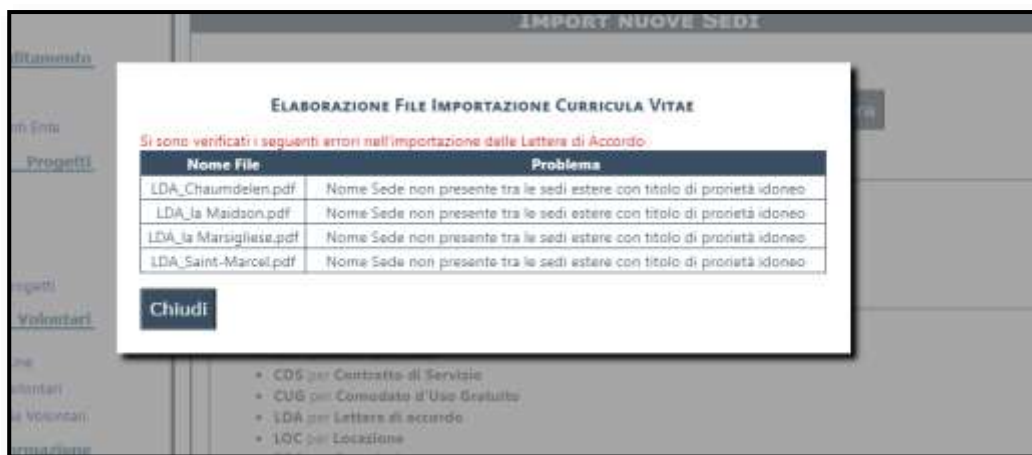 IMPORT NUOVE SEDI
ELABORAZIONE FILE IMPORTAZIONE CURRICULA VITAE
Si sono verificati i seguenti errori nell'importazione delle Lettere di Accordo
Nome File Problema
LDA_Chaumdelen.pdf Nome Sede non presente tra le sedi estere con titolo di prorietà idoneo
LDA_la Maidson.pdf Nome Sede non presente tra le sedi estere con titolo di prorietà idoneo
LDA_la Marsigliese.pdf Nome Sede non presente tra le sedi estere con titolo di prorietà idoneo
LDA_Saint-Marcel.pdf Nome Sede non presente tra le sedi estere con titolo di prorietà idoneo
Chiudi
Progetti
Volontari
• COS per Contratto di Servizio
• CUG per Comodato d'Uso Gratuito
• LDA per Lettera di accordo
• LOC per Locazione